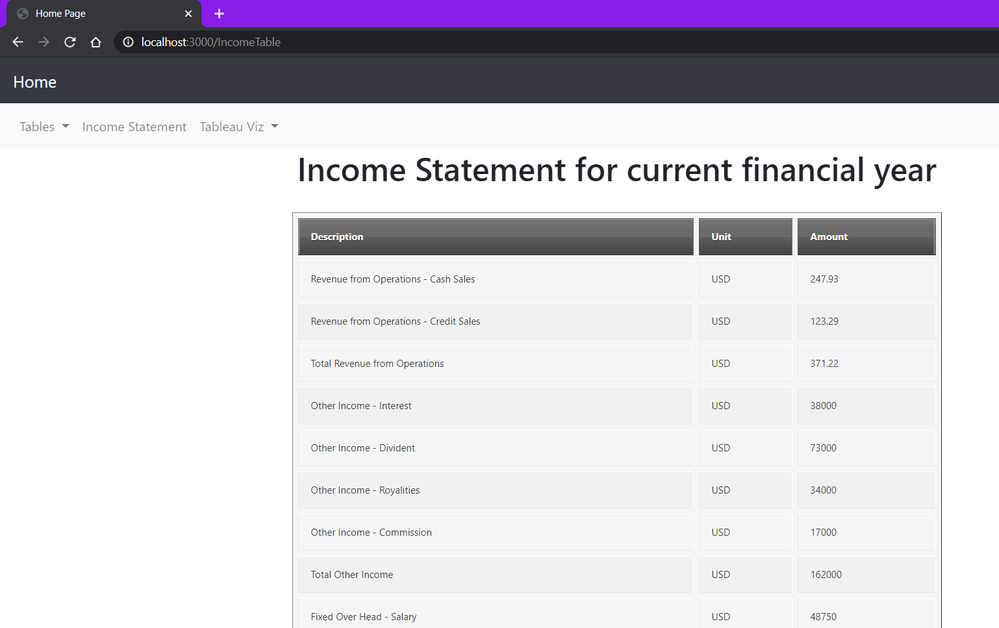 Home Page
localhost:3000/IncomeTable
Home
Tables Income Statement Tableau Viz
Income Statement for current financial year
Description Unit Amount
Revenue from Operations - Cash Sales USD 247.93
Revenue from Operations - Credit Sales USD 123.29
Total Revenue from Operations USD 371.22
Other Income - Interest USD 38000
Other Income - Divident USD 73000
Other Income - Royalities USD 34000
Other Income - Commission USD 17000
Total Other Income USD 162000
Fixed Over Head - Salary USD 48750